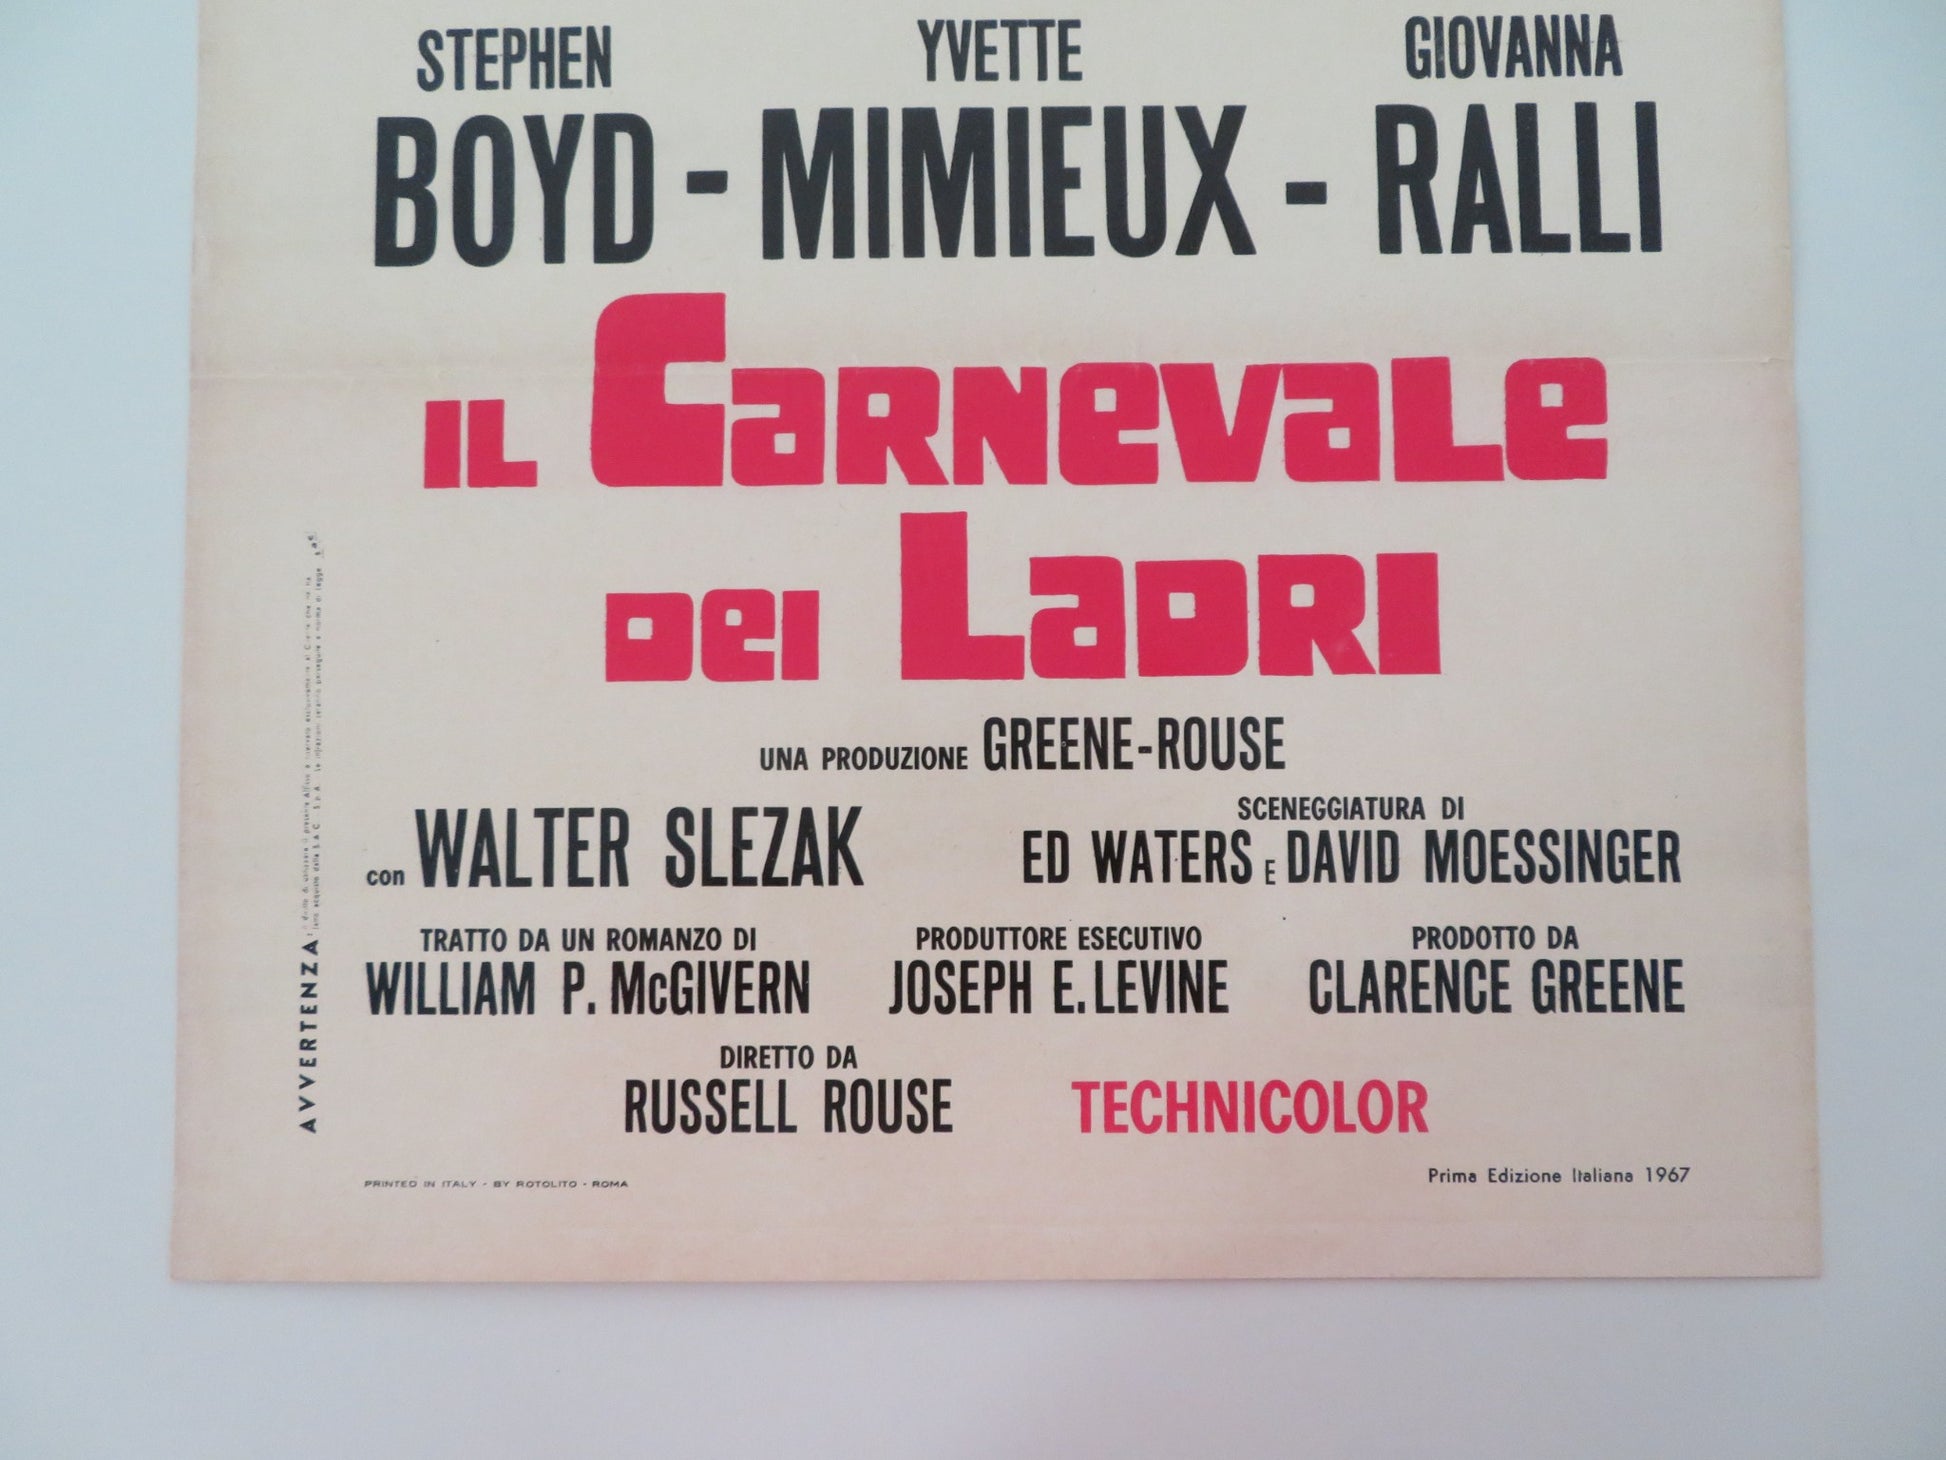 STEPHEN YVETTE GIOVANNA
BOYD - MIMIEUX - RALLI
IL CARNEVALE
DEI LADRI
UNA PRODUZIONE GREENE-ROUSE
con WALTER SLEZAK
SCENEGGIATURA DI
ED WATERS E DAVID MOESSINGER
TRATTO DA UN ROMANZO DI
WILLIAM P. McGIVERN
PRODUTTORE ESECUTIVO
JOSEPH E. LEVINE
PRODOTTO DA
CLARENCE GREENE
DIRETTO DA
RUSSELL ROUSE
TECHNICOLOR
PRINTED IN ITALY - BY ROTOLITO - ROMA
Prima Edizione Italiana 1967
AVVERTENZA